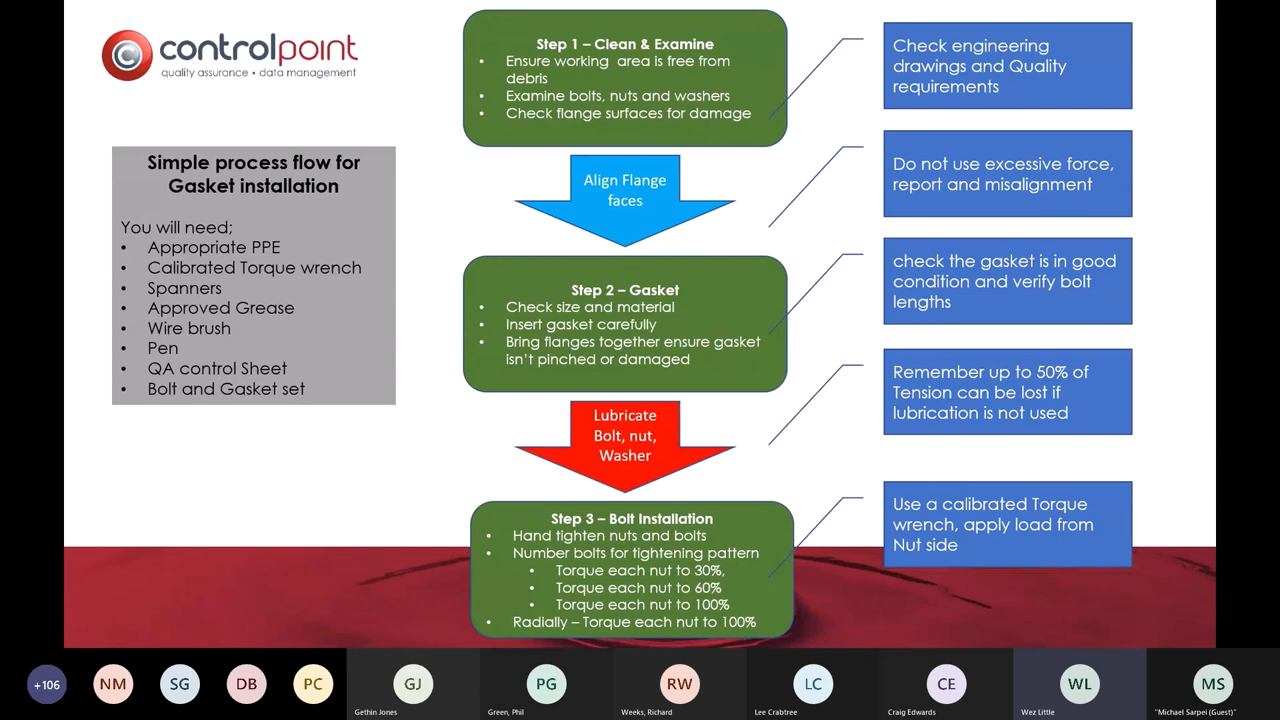 controlpoint
quality assurance • data management
Simple process flow for
Gasket installation
You will need;
• Appropriate PPE
• Calibrated Torque wrench
• Spanners
• Approved Grease
• Wire brush
• Pen
• QA control Sheet
• Bolt and Gasket set
Step 1 – Clean & Examine
• Ensure working area is free from
debris
• Examine bolts, nuts and washers
• Check flange surfaces for damage
Align Flange
faces
Step 2 – Gasket
• Check size and material
• Insert gasket carefully
• Bring flanges together ensure gasket
isn't pinched or damaged
Lubricate
Bolt, nut,
Washer
Step 3 – Bolt Installation
• Hand tighten nuts and bolts
• Number bolts for tightening pattern
• Torque each nut to 30%,
• Torque each nut to 60%
• Torque each nut to 100%
• Radially – Torque each nut to 100%
Check engineering
drawings and Quality
requirements
Do not use excessive force,
report and misalignment
check the gasket is in good
condition and verify bolt
lengths
Remember up to 50% of
Tension can be lost if
lubrication is not used
Use a calibrated Torque
wrench, apply load from
Nut side
+106
NM
SG
DB
PC
GJ
Gethin Jones
PG
Green, Phil
RW
Weeks, Richard
LC
Lee Crabtree
CE
Craig Edwards
WL
Wez Little
MS
"Michael Sarpei (Guest)"